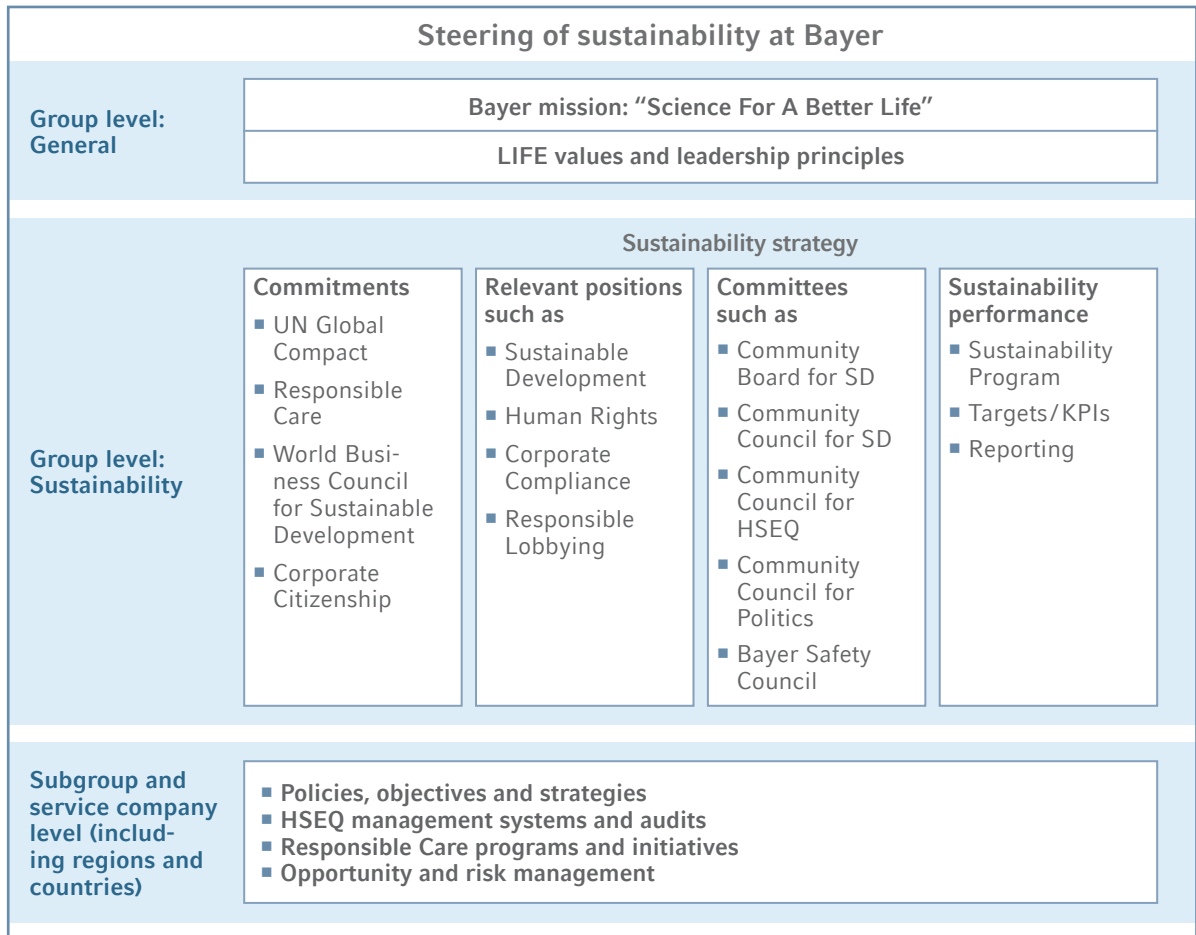 Steering of sustainability at Bayer
Group level:
General
Bayer mission: “Science For A Better Life”
LIFE values and leadership principles
Group level:
Sustainability
Sustainability strategy
Commitments
■ UN Global
Compact
■ Responsible
Care
■ World Busi-
ness Council
for Sustainable
Development
■ Corporate
Citizenship
Relevant positions
such as
■ Sustainable
Development
■ Human Rights
■ Corporate
Compliance
■ Responsible
Lobbying
Committees
such as
■ Community
Board for SD
■ Community
Council for SD
■ Community
Council for
HSEQ
■ Community
Council for
Politics
■ Bayer Safety
Council
Sustainability
performance
■ Sustainability
Program
■ Targets/KPIs
■ Reporting
Subgroup and
service company
level (includ-
ing regions and
countries)
■ Policies, objectives and strategies
■ HSEQ management systems and audits
■ Responsible Care programs and initiatives
■ Opportunity and risk management